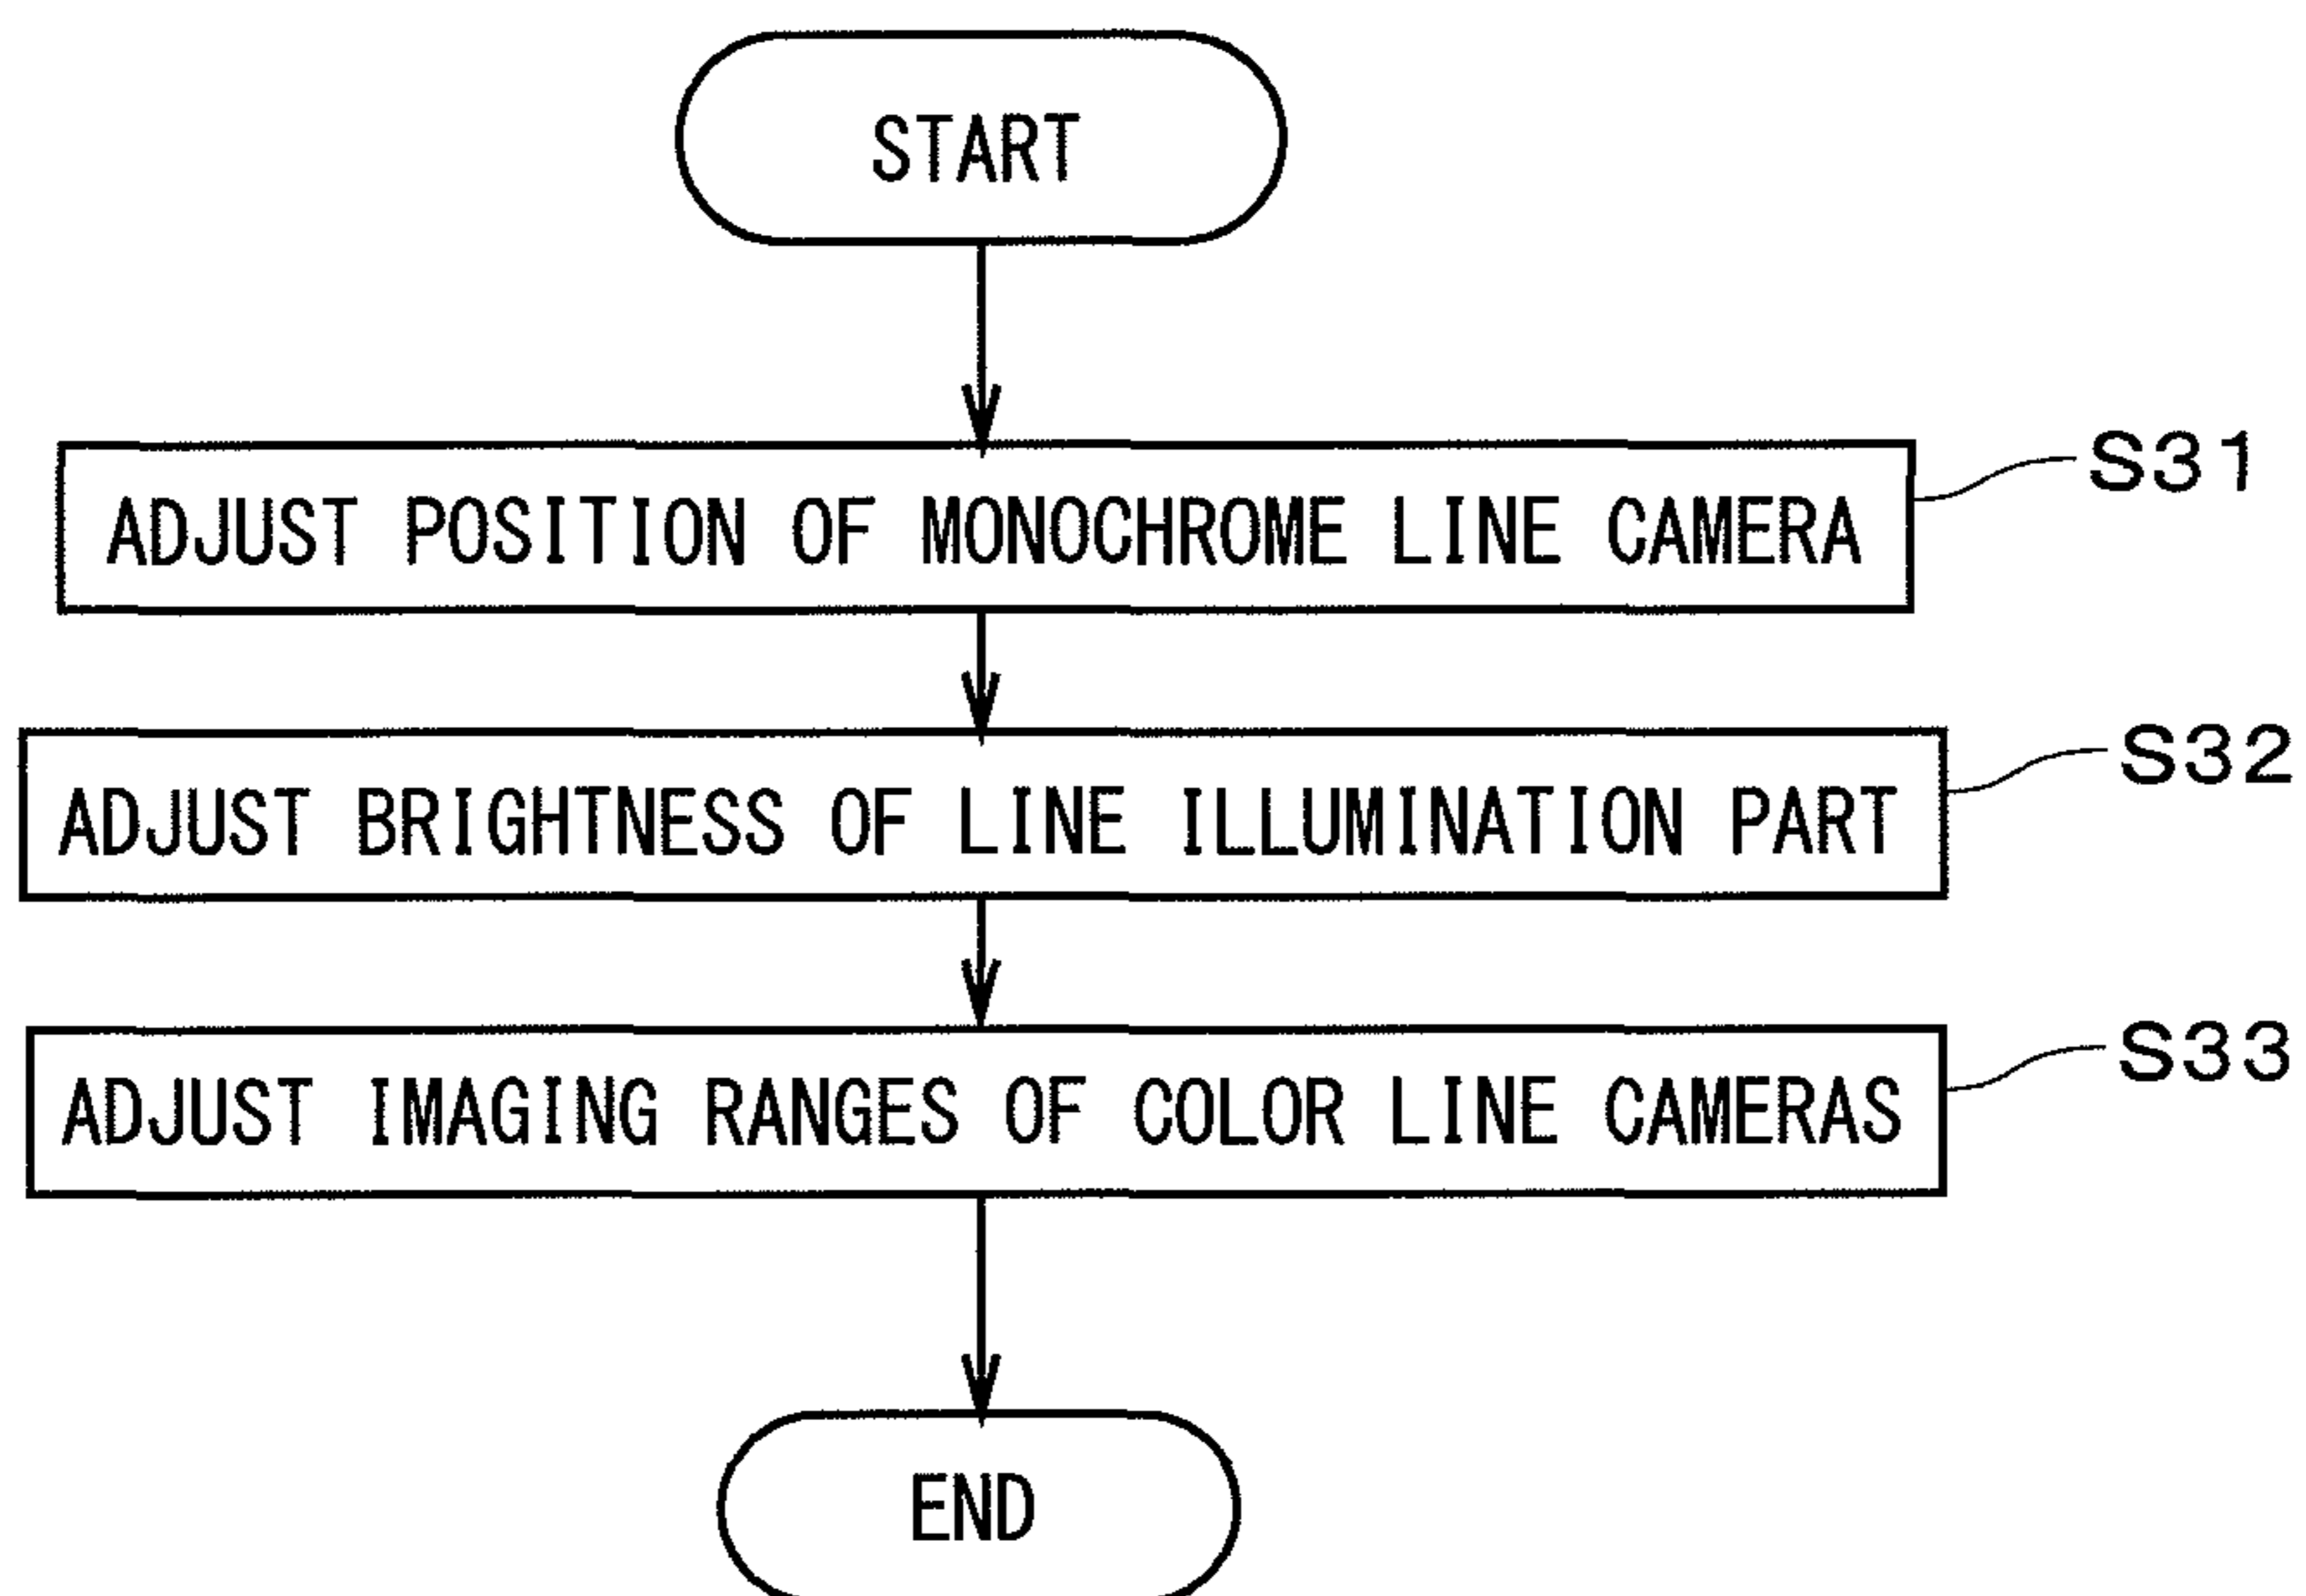 START
ADJUST POSITION OF MONOCHROME LINE CAMERA
S31
ADJUST BRIGHTNESS OF LINE ILLUMINATION PART
S32
ADJUST IMAGING RANGES OF COLOR LINE CAMERAS
S33
END